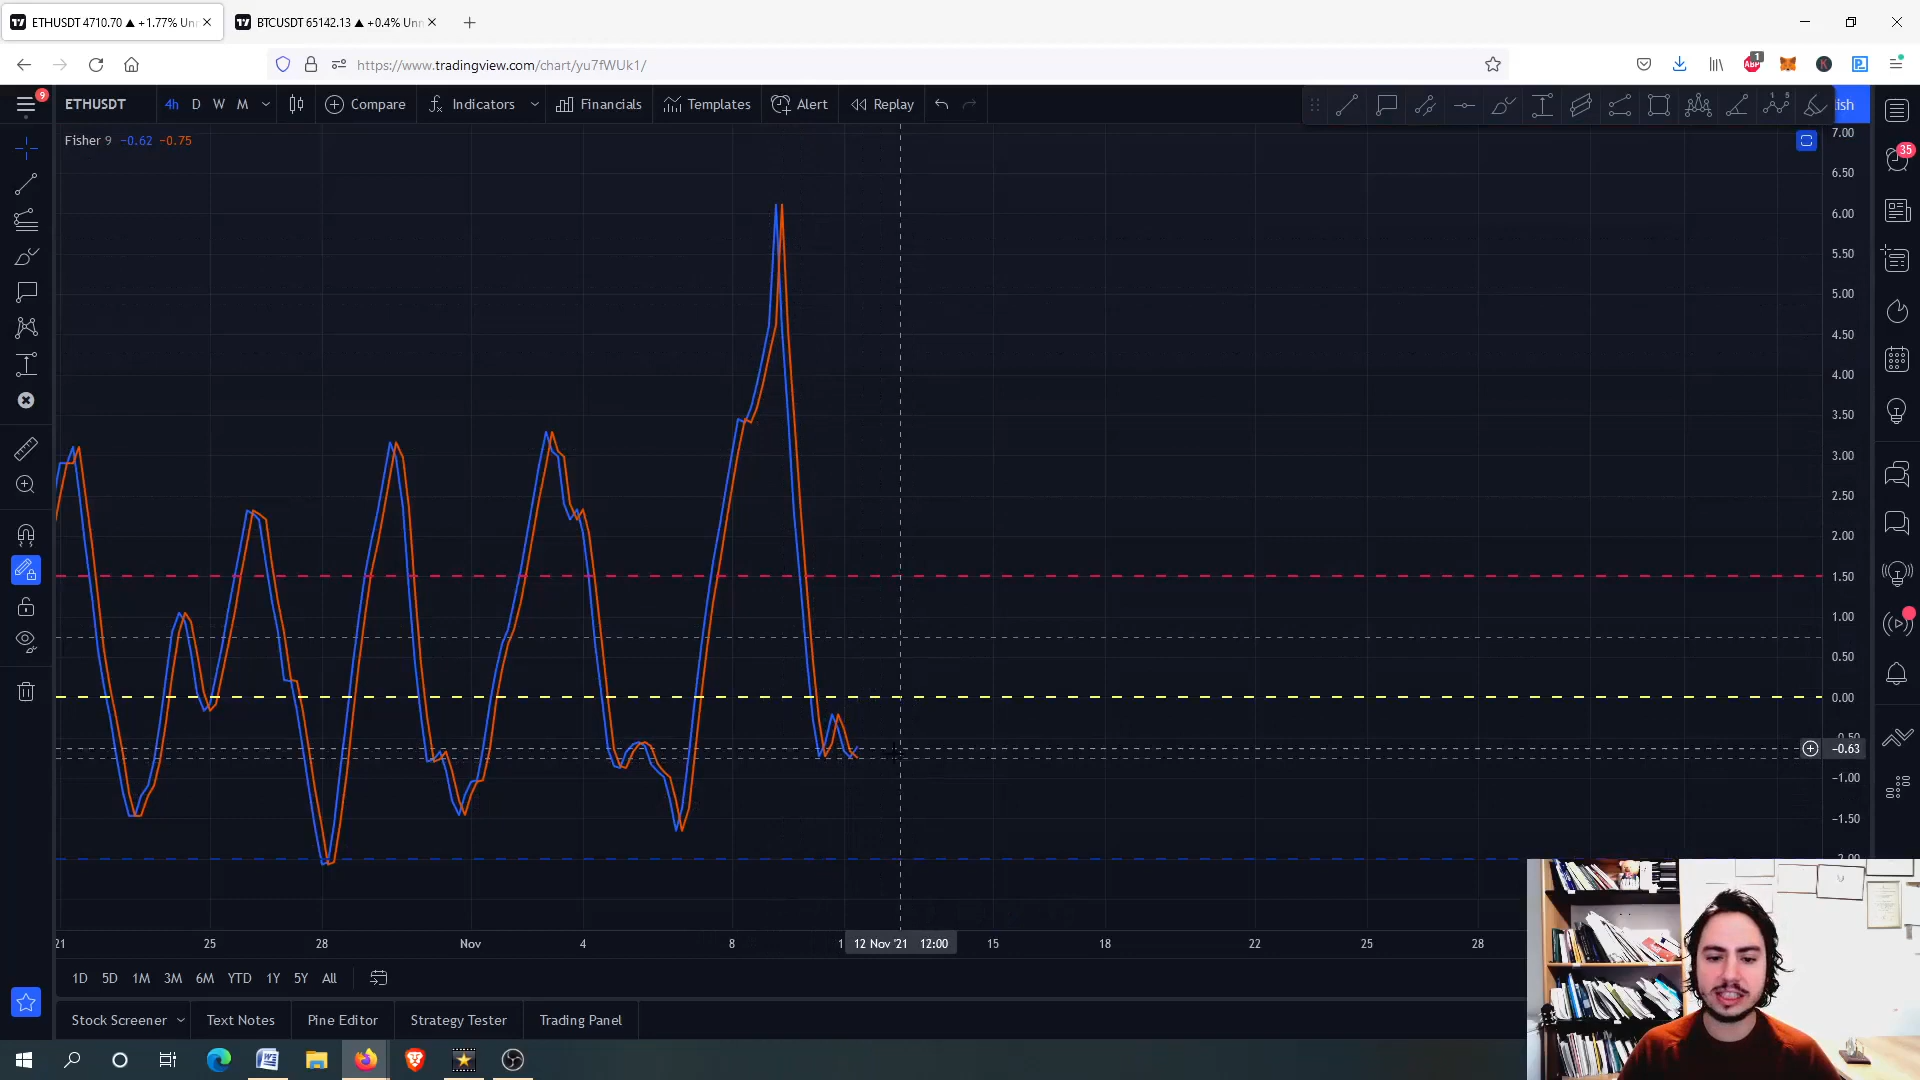 ETHUSDT 4710.70 ▲ +1.77% Un
BTCUSDT 65142.13 ▲ +0.4% Un
https://www.tradingview.com/chart/yu7fWUk1/
1
9
ETHUSDT 4h D W M Compare Indicators Financials Templates Alert Replay
ish
Fisher 9 −0.62 −0.75
35
7.00
6.50
6.00
5.50
5.00
4.50
4.00
3.50
3.00
2.50
2.00
1.50
1.00
0.50
0.00
−0.63
−1.00
−1.50
21 25 28 Nov 4 8 12 Nov '21 12:00 15 18 22 25 28
1D 5D 1M 3M 6M YTD 1Y 5Y All
Stock Screener Text Notes Pine Editor Strategy Tester Trading Panel